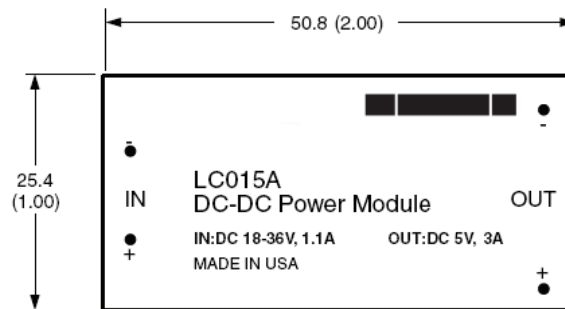 50.8 (2.00)
25.4
(1.00)
-
-
IN
LC015A
DC-DC Power Module
OUT
IN:DC 18-36V, 1.1A OUT:DC 5V, 3A
+
MADE IN USA
+